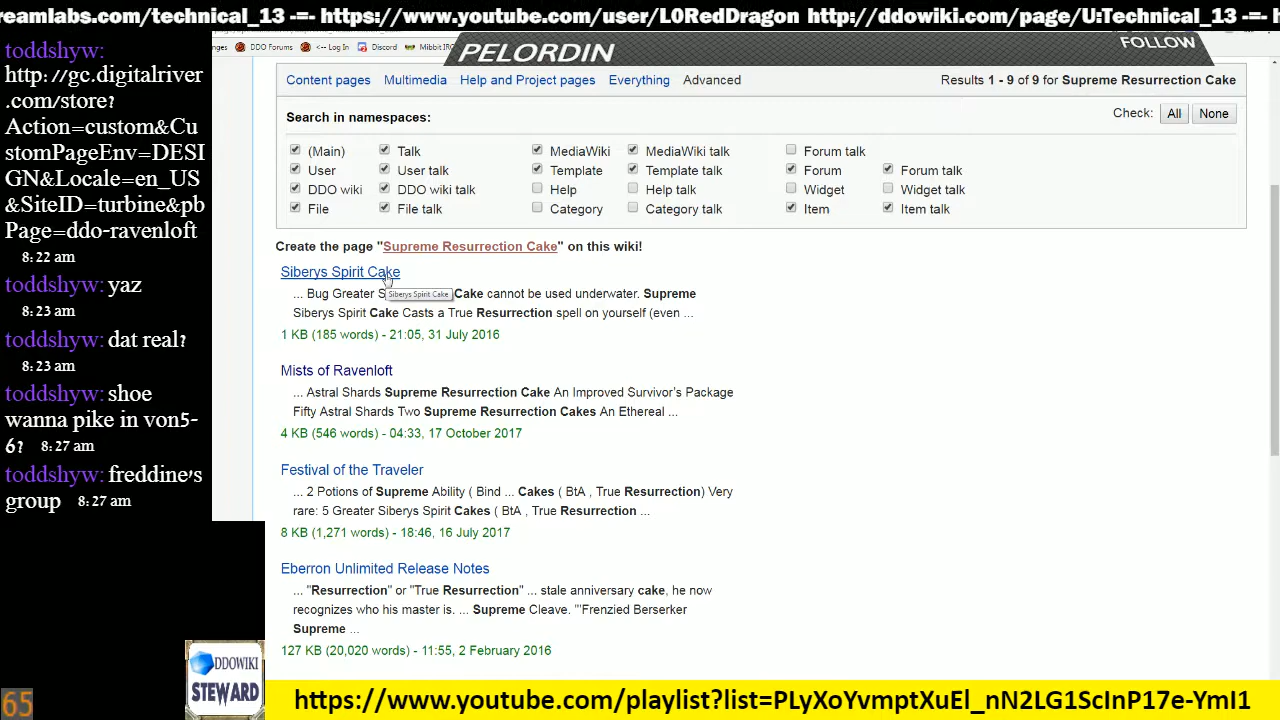 reamlabs.com/technical_13 -=- https://www.youtube.com/user/L0RedDragon http://ddowiki.com/page/U:Technical_13 -=- h
toddshyw:
http://gc.digitalriver
.com/store?
Action=custom&Cu
stomPageEnv=DESI
GN&Locale=en_US
&SiteID=turbine&pb
Page=ddo-ravenloft
8:22 am
toddshyw: yaz
8:23 am
toddshyw: dat real?
8:23 am
toddshyw: shoe
wanna pike in von5-
6? 8:27 am
toddshyw: freddine's
group 8:27 am
nges DDO Forums <-- Log In Discord Mibbit IR
PELORDIN
FOLLOW
Content pages Multimedia Help and Project pages Everything Advanced Results 1 - 9 of 9 for Supreme Resurrection Cake
Search in namespaces: Check: All None
(Main) Talk MediaWiki MediaWiki talk Forum talk
User User talk Template Template talk Forum Forum talk
DDO wiki DDO wiki talk Help Help talk Widget Widget talk
File File talk Category Category talk Item Item talk
Create the page "Supreme Resurrection Cake" on this wiki!
Siberys Spirit Cake
... Bug Greater S Cake cannot be used underwater. Supreme
Siberys Spirit Cake
Siberys Spirit Cake Casts a True Resurrection spell on yourself (even ...
1 KB (185 words) - 21:05, 31 July 2016
Mists of Ravenloft
... Astral Shards Supreme Resurrection Cake An Improved Survivor's Package
Fifty Astral Shards Two Supreme Resurrection Cakes An Ethereal ...
4 KB (546 words) - 04:33, 17 October 2017
Festival of the Traveler
... 2 Potions of Supreme Ability ( Bind ... Cakes ( BtA , True Resurrection) Very
rare: 5 Greater Siberys Spirit Cakes ( BtA , True Resurrection ...
8 KB (1,271 words) - 18:46, 16 July 2017
Eberron Unlimited Release Notes
... "Resurrection" or "True Resurrection" ... stale anniversary cake, he now
recognizes who his master is. ... Supreme Cleave. '"Frenzied Berserker
Supreme ...
127 KB (20,020 words) - 11:55, 2 February 2016
DDOWIKI
STEWARD
65
https://www.youtube.com/playlist?list=PLyXoYvmptXuEl_nN2LG1ScInP17e-YmI1